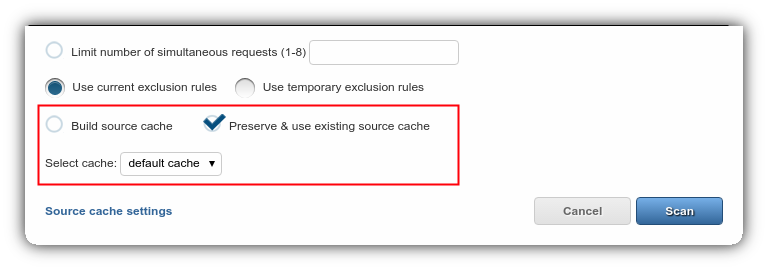 Limit number of simultaneous requests (1-8)
Use current exclusion rules Use temporary exclusion rules
Build source cache Preserve & use existing source cache
Select cache: default cache
Source cache settings Cancel Scan